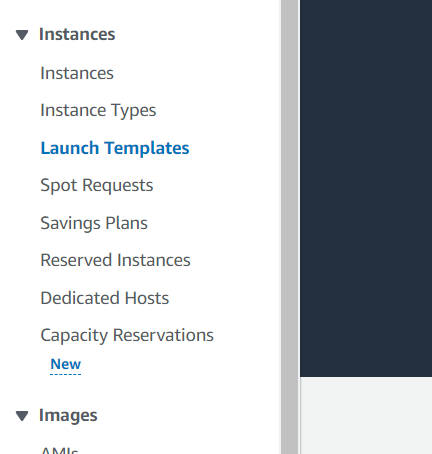 Instances
Instances
Instance Types
Launch Templates
Spot Requests
Savings Plans
Reserved Instances
Dedicated Hosts
Capacity Reservations
New
Images
AMIs